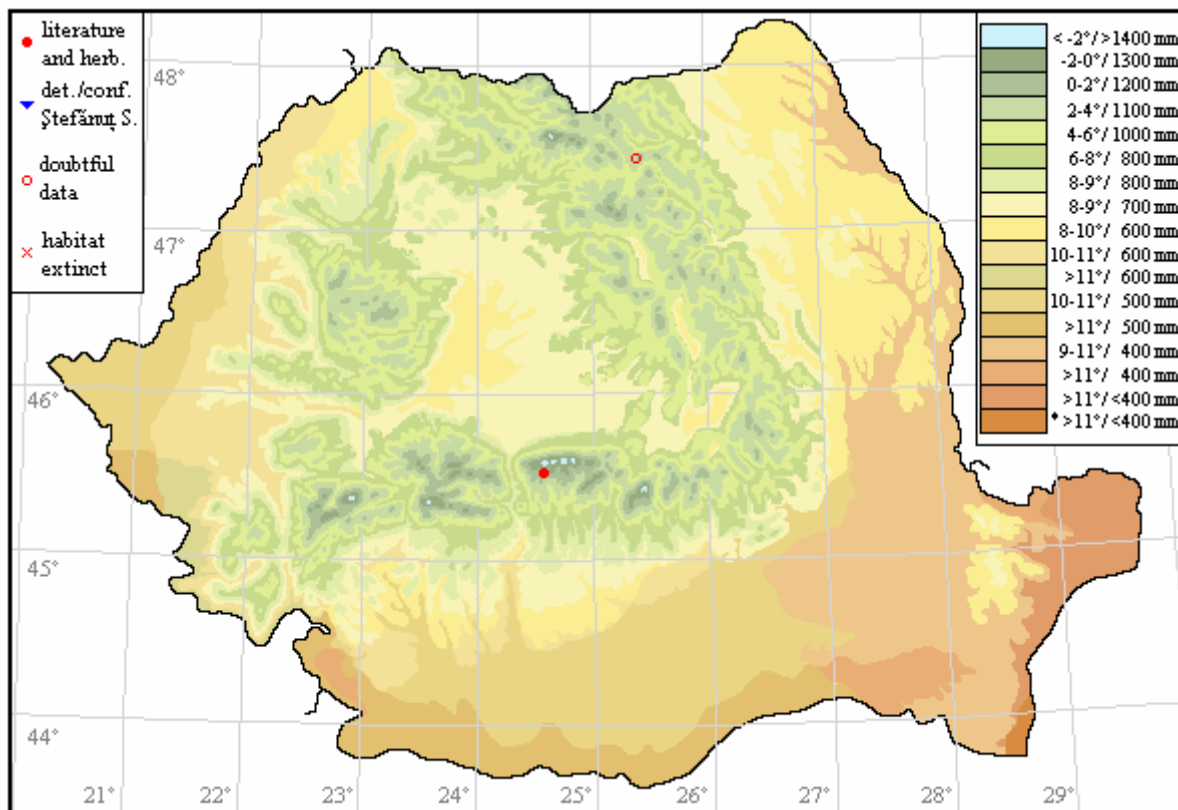 literature
and herb.
det./conf.
Ştefănuţ S.
doubtful
data
habitat
extinct
< -2°/>1400 mm
-2-0°/1300 mm
0-2°/1200 mm
2-4°/1100 mm
4-6°/1000 mm
6-8°/ 800 mm
8-9°/ 800 mm
8-9°/ 700 mm
8-10°/ 600 mm
10-11°/ 600 mm
>11°/ 600 mm
10-11°/ 500 mm
>11°/ 500 mm
9-11°/ 400 mm
>11°/ 400 mm
>11°/<400 mm
* >11°/<400 mm
48°
47°
46°
45°
44°
21° 22° 23° 24° 25° 26° 27° 28° 29°